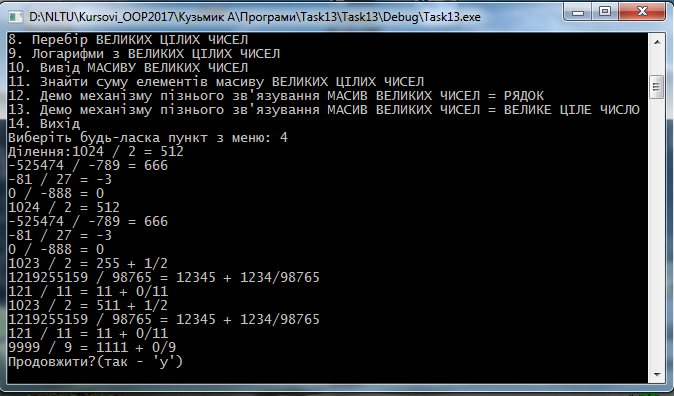 D:\NLTU\Kursovi_OOP2017\Кузьмик А\Програми\Task13\Task13\Debug\Task13.exe
8. Перебір ВЕЛИКИХ ЦІЛИХ ЧИСЕЛ
9. Логарифми з ВЕЛИКИХ ЦІЛИХ ЧИСЕЛ
10. Вивід МАСИВУ ВЕЛИКИХ ЧИСЕЛ
11. Знайти суму елементів масиву ВЕЛИКИХ ЦІЛИХ ЧИСЕЛ
12. Демо механізму пізнього зв'язування МАСИВ ВЕЛИКИХ ЧИСЕЛ = РЯДОК
13. Демо механізму пізнього зв'язування МАСИВ ВЕЛИКИХ ЧИСЕЛ = ВЕЛИКЕ ЦІЛЕ ЧИСЛО
14. Вихід
Виберіть будь-ласка пункт з меню: 4
Ділення:1024 / 2 = 512
-525474 / -789 = 666
-81 / 27 = -3
0 / -888 = 0
1024 / 2 = 512
-525474 / -789 = 666
-81 / 27 = -3
0 / -888 = 0
1023 / 2 = 255 + 1/2
1219255159 / 98765 = 12345 + 1234/98765
121 / 11 = 11 + 0/11
1023 / 2 = 511 + 1/2
1219255159 / 98765 = 12345 + 1234/98765
121 / 11 = 11 + 0/11
9999 / 9 = 1111 + 0/9
Продовжити?(так - 'y')